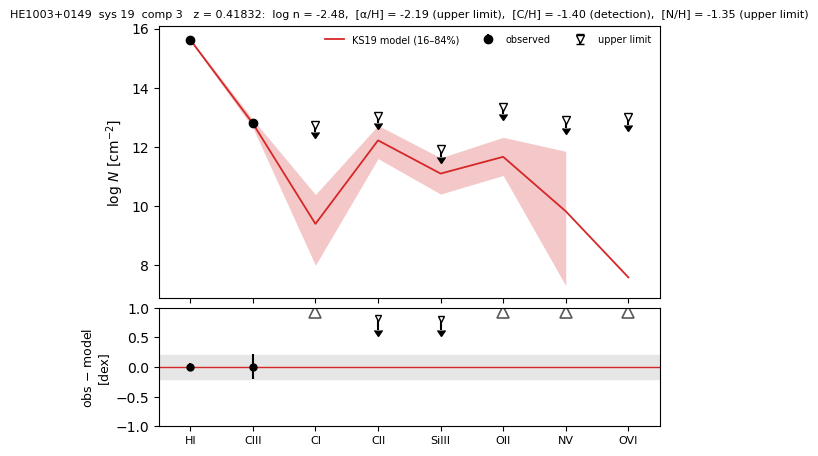 HE1003+0149  sys 19  comp 3   z = 0.41832:  log n = -2.48,  [α/H] = -2.19 (upper limit),  [C/H] = -1.40 (detection),  [N/H] = -1.35 (upper limit)
KS19 model (16–84%)
observed
upper limit
log N [cm⁻²]
16
14
12
10
8
obs − model
[dex]
1.0
0.5
0.0
−0.5
−1.0
HI CIII CI CII SiIII OII NV OVI